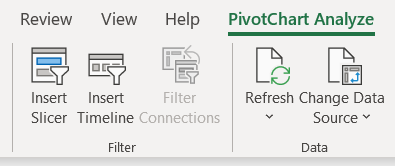 Review View Help PivotChart Analyze
Insert Slicer
Insert Timeline
Filter Connections
Refresh
Change Data Source
Filter
Data